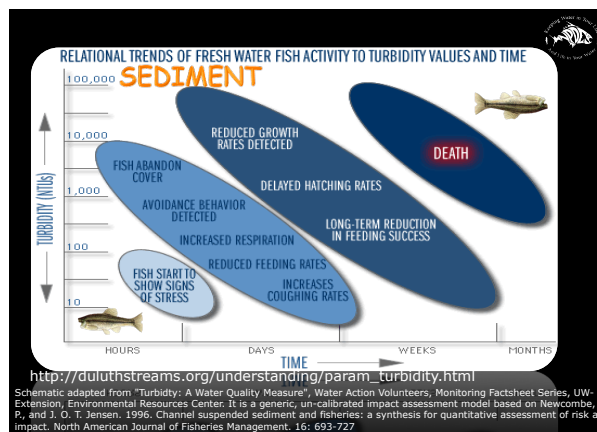 RELATIONAL TRENDS OF FRESH WATER FISH ACTIVITY TO TURBIDITY VALUES AND TIME
SEDIMENT
100,000
10,000
1,000
100
10
TURBIDITY (NTUs)
REDUCED GROWTH
RATES DETECTED
DEATH
FISH ABANDON
COVER
DELAYED HATCHING RATES
AVOIDANCE BEHAVIOR
DETECTED
LONG-TERM REDUCTION
IN FEEDING SUCCESS
INCREASED RESPIRATION
REDUCED FEEDING RATES
FISH START TO
SHOW SIGNS
OF STRESS
INCREASES
COUGHING RATES
HOURS
DAYS
WEEKS
MONTHS
TIME
http://duluthstreams.org/understanding/param_turbidity.html
Schematic adapted from "Turbidty: A Water Quality Measure", Water Action Volunteers, Monitoring Factsheet Series, UW-
Extension, Environmental Resources Center. It is a generic, un-calibrated impact assessment model based on Newcombe,
P., and J. O. T. Jensen. 1996. Channel suspended sediment and fisheries: a synthesis for quantitative assessment of risk a
impact. North American Journal of Fisheries Management. 16: 693-727